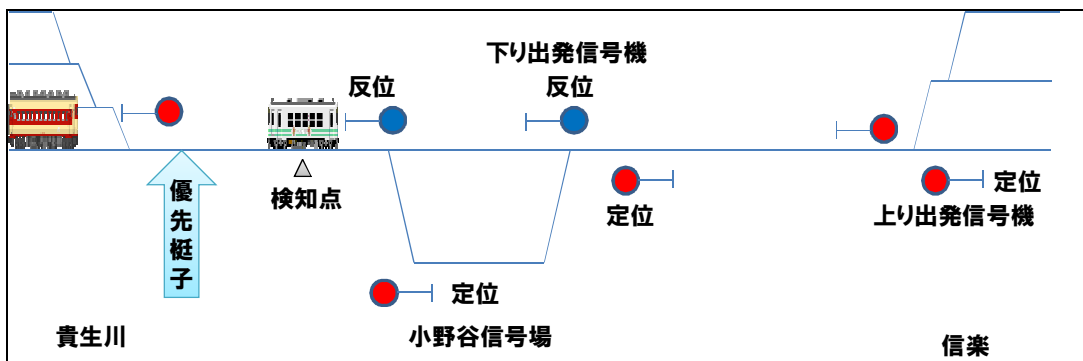 下り出発信号機
反位
反位
優先梃子
検知点
定位
定位
上り出発信号機
定位
貴生川
小野谷信号場
信楽